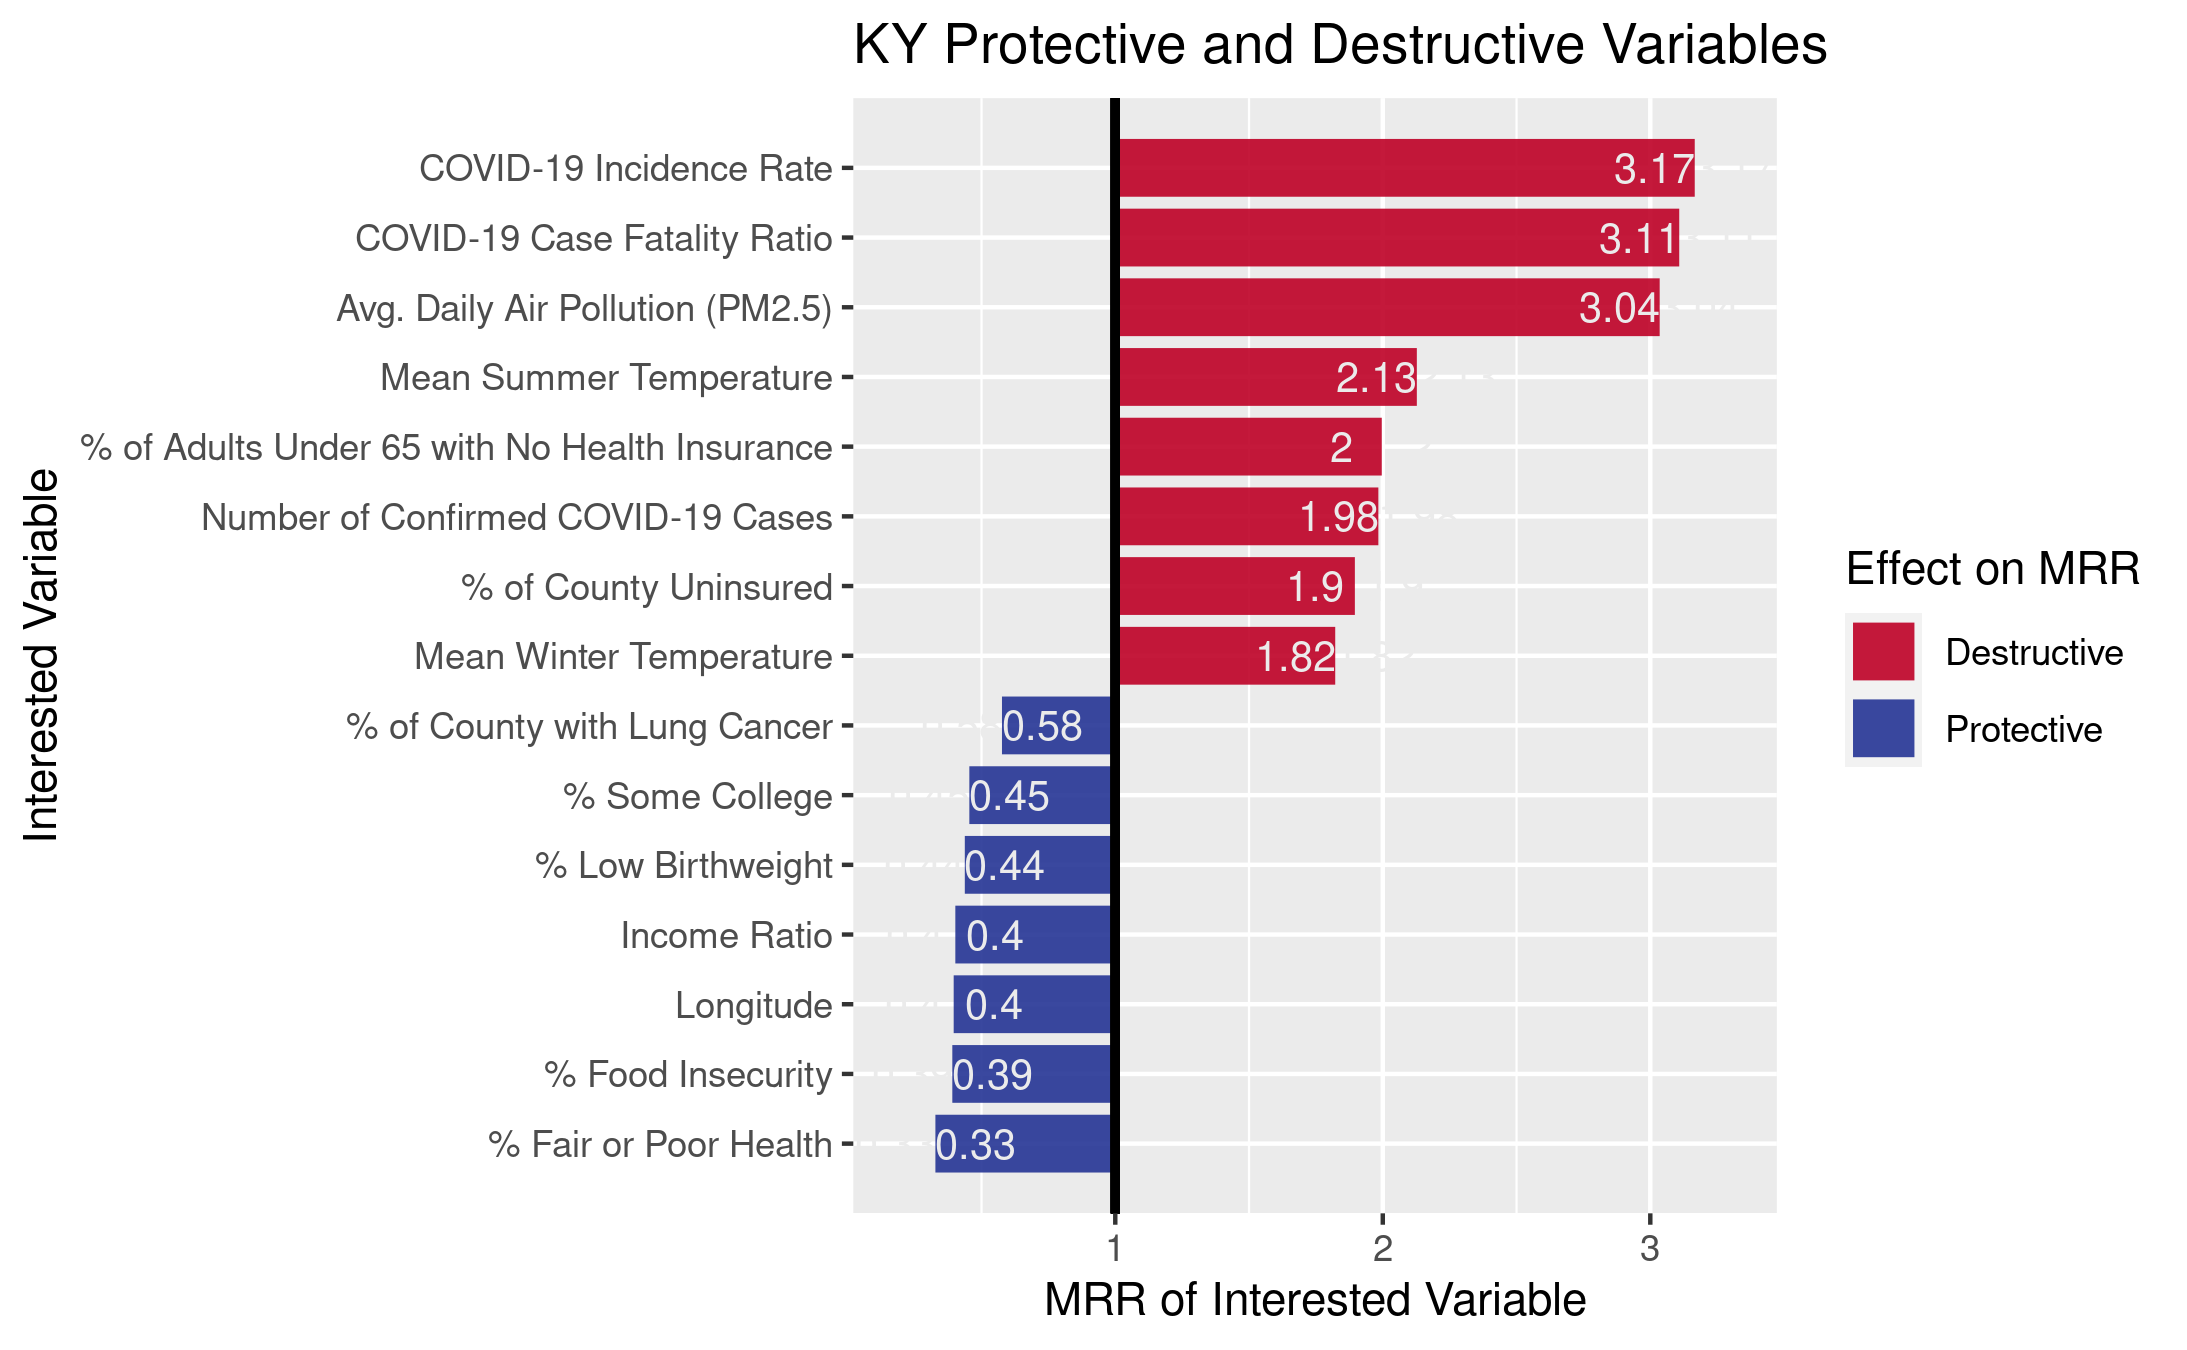 KY Protective and Destructive Variables
Interested Variable
COVID-19 Incidence Rate 3.17
COVID-19 Case Fatality Ratio 3.11
Avg. Daily Air Pollution (PM2.5) 3.04
Mean Summer Temperature 2.13
% of Adults Under 65 with No Health Insurance 2
Number of Confirmed COVID-19 Cases 1.98
% of County Uninsured 1.9
Mean Winter Temperature 1.82
% of County with Lung Cancer 0.58
% Some College 0.45
% Low Birthweight 0.44
Income Ratio 0.4
Longitude 0.4
% Food Insecurity 0.39
% Fair or Poor Health 0.33
1 2 3
MRR of Interested Variable
Effect on MRR
Destructive
Protective